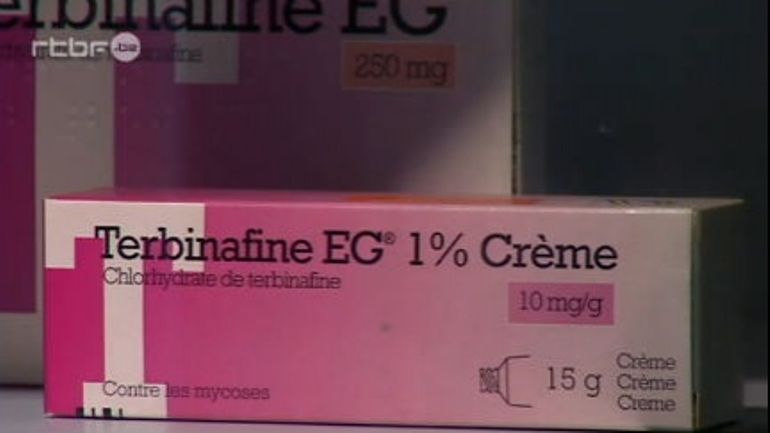 erbinafine EG
rtbf.be
terbinafine
250 mg
Terbinafine EG® 1% Crème
Chlorhydrate de terbinafine
10 mg/g
15 g
Crème
Crème
Creme
Contre les mycoses